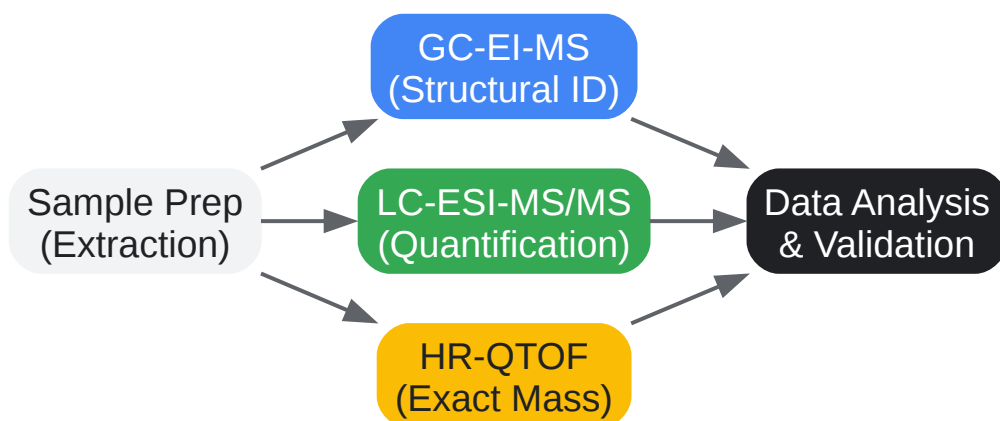 GC-EI-MS
(Structural ID)
Sample Prep
(Extraction)
LC-ESI-MS/MS
(Quantification)
Data Analysis
& Validation
HR-QTOF
(Exact Mass)